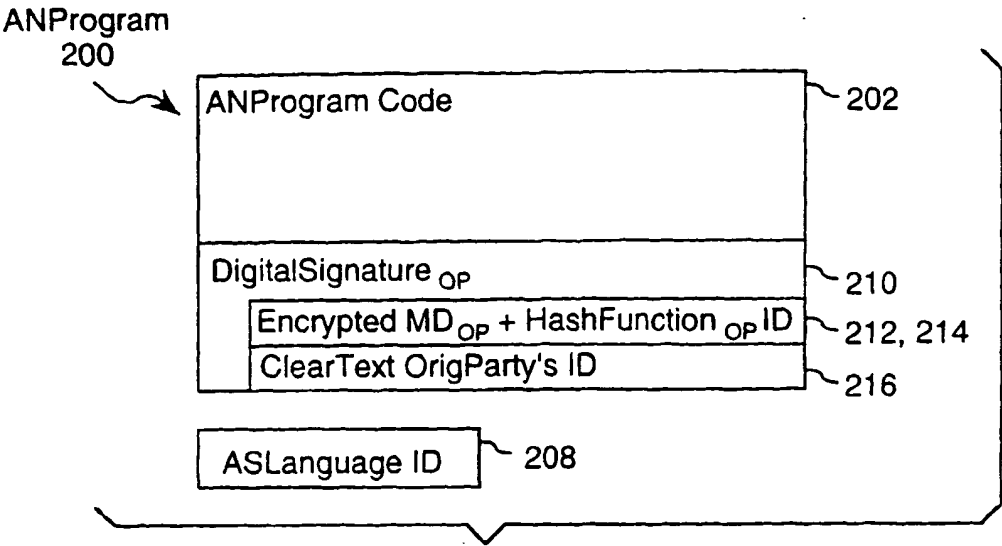 ANProgram
200
ANProgram Code
202
DigitalSignature OP
210
Encrypted MD OP + HashFunction OP ID
212, 214
ClearText OrigParty's ID
216
ASLanguage ID
208